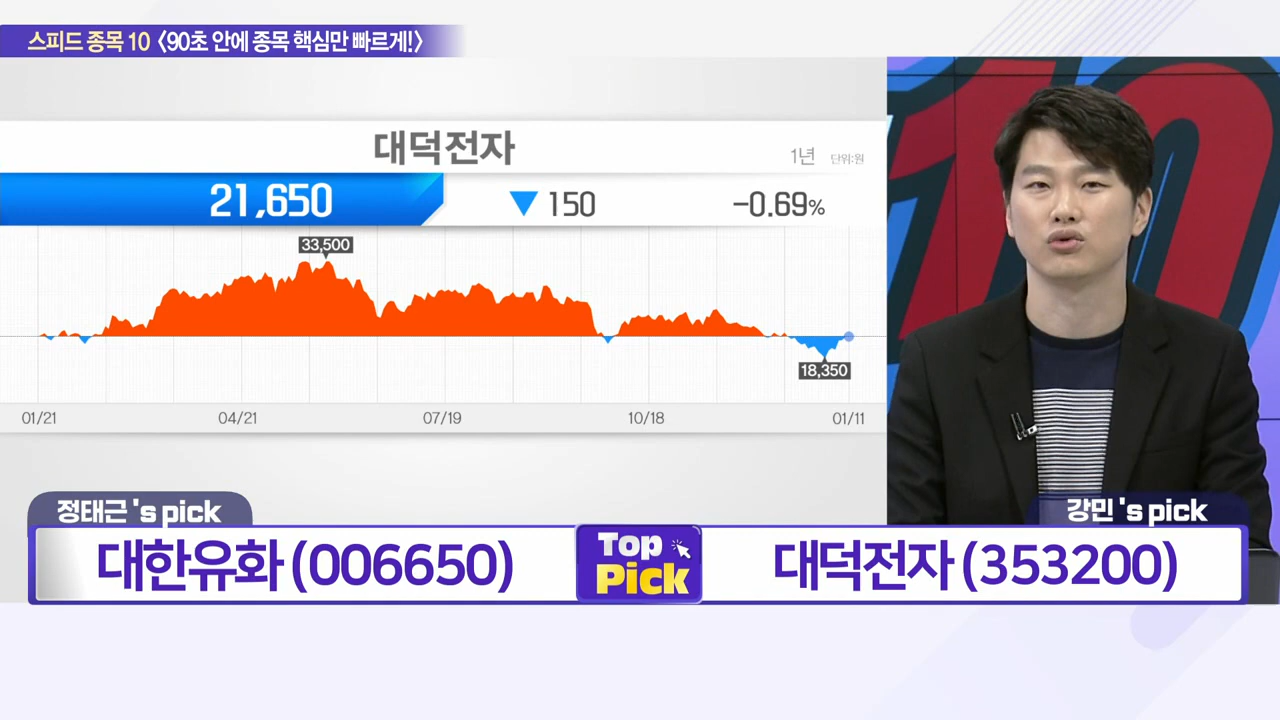 스피드 종목 10 〈90초 안에 종목 핵심만 빠르게!〉
10
대덕전자
1년 단위:원
21,650 ▼ 150 -0.69%
33,500
18,350
01/21 04/21 07/19 10/18 01/11
정태근 's pick
강민 's pick
대한유화 (006650)
Top
Pick
대덕전자 (353200)